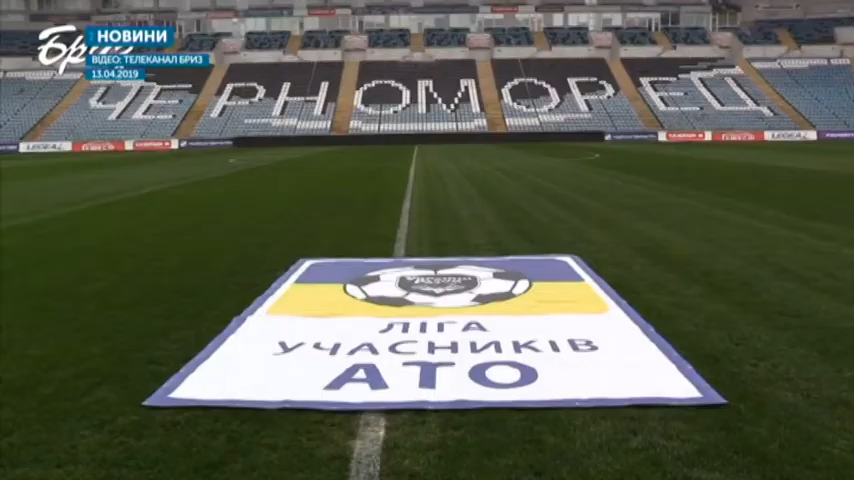 Бриз
НОВИНИ
ВІДЕО: ТЕЛЕКАНАЛ БРИЗ
13.04.2019
ЧЕРНОМОРЕЦ
ЛІГА
УЧАСНИКІВ
АТО